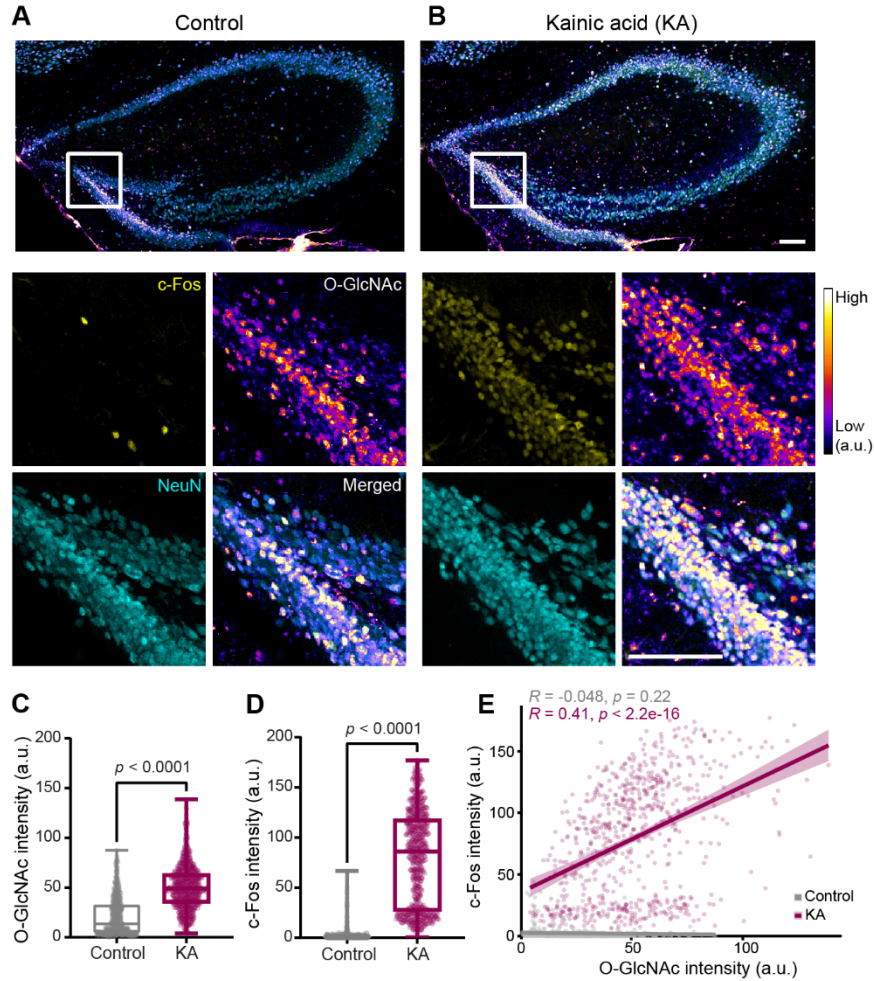 A
Control
B
Kainic acid (KA)
c-Fos
O-GlcNAc
High
Low
(a.u.)
NeuN
Merged
C
D
E
R = -0.048, p = 0.22
R = 0.41, p < 2.2e-16
p < 0.0001
O-GlcNAc intensity (a.u.)
200
150
100
50
0
Control
KA
p < 0.0001
c-Fos intensity (a.u.)
200
150
100
50
0
Control
KA
c-Fos intensity (a.u.)
150
100
50
0
0
50
100
O-GlcNAc intensity (a.u.)
Control
KA